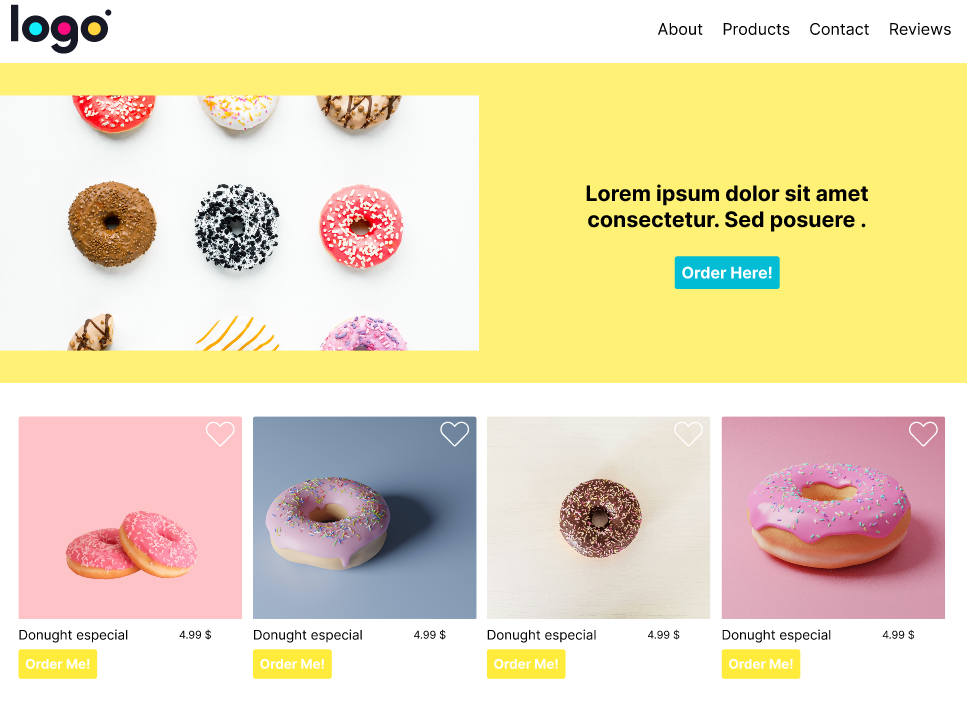 logo
About Products Contact Reviews
Lorem ipsum dolor sit amet
consectetur. Sed posuere .
Order Here!
Donught especial 4.99 $ Donught especial 4.99 $ Donught especial 4.99 $ Donught especial 4.99 $
Order Me! Order Me! Order Me! Order Me!